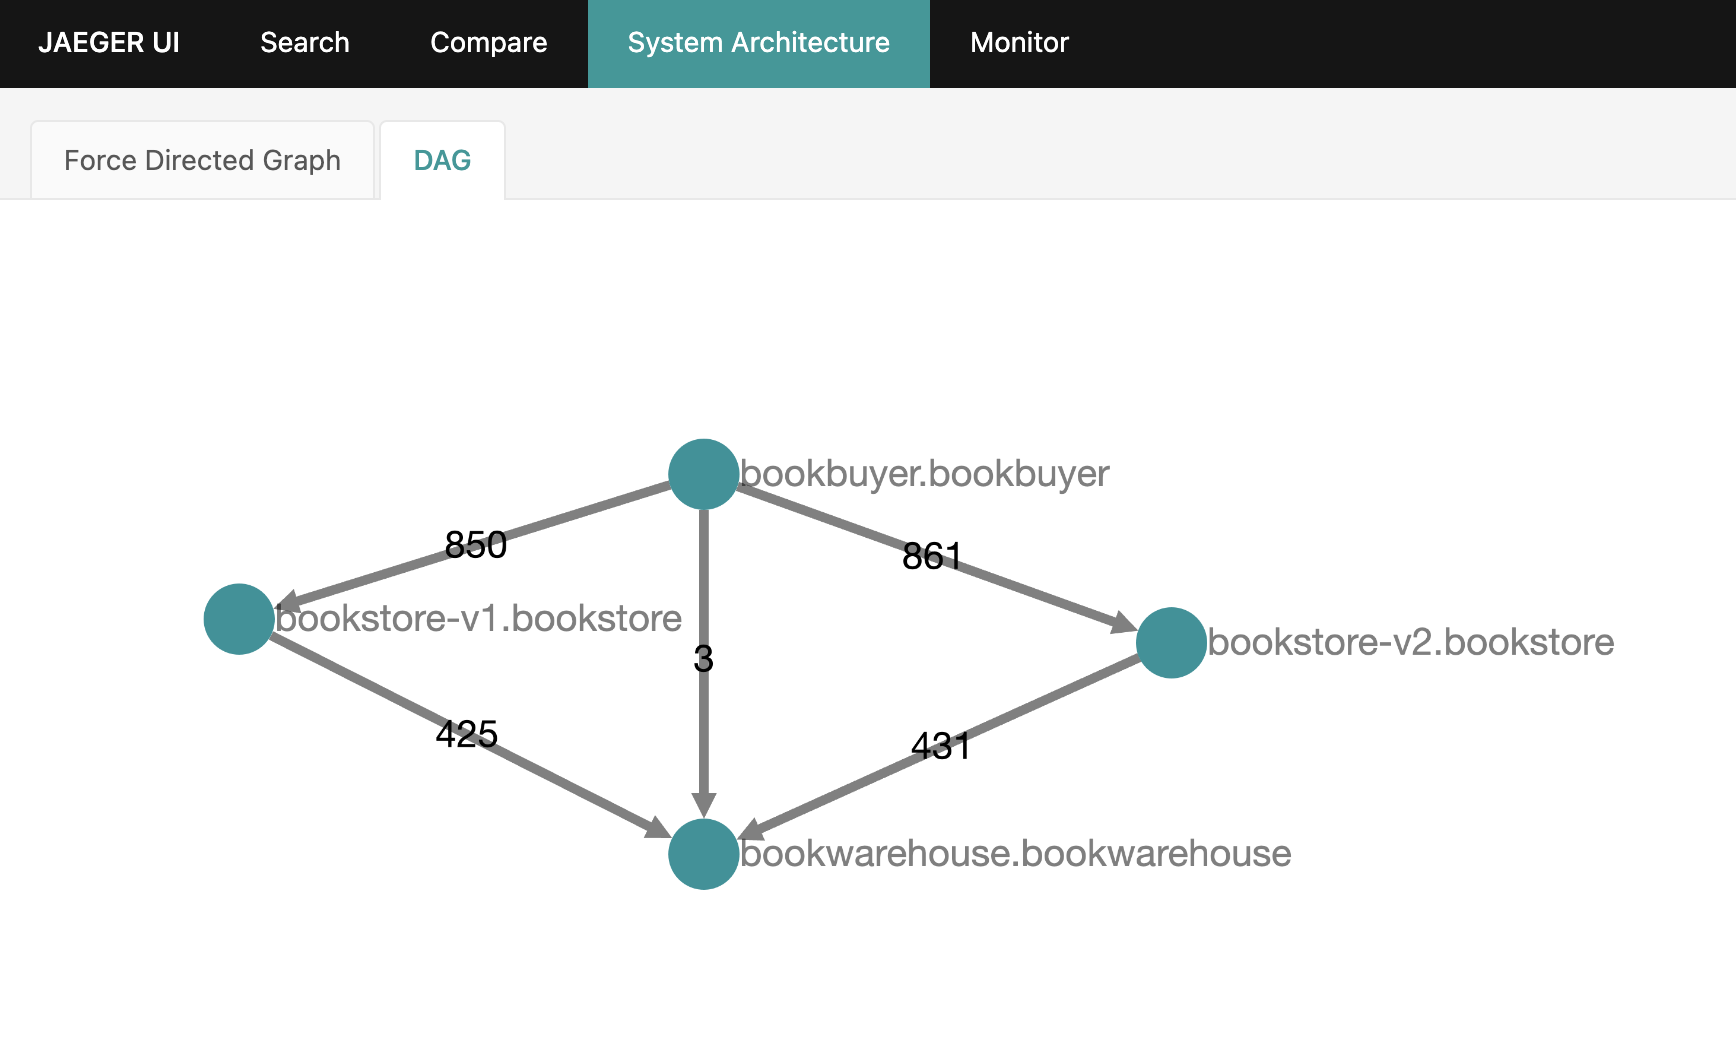 JAEGER UI Search Compare System Architecture Monitor
Force Directed Graph DAG
bookbuyer.bookbuyer
850
861
bookstore-v1.bookstore
bookstore-v2.bookstore
3
425
431
bookwarehouse.bookwarehouse